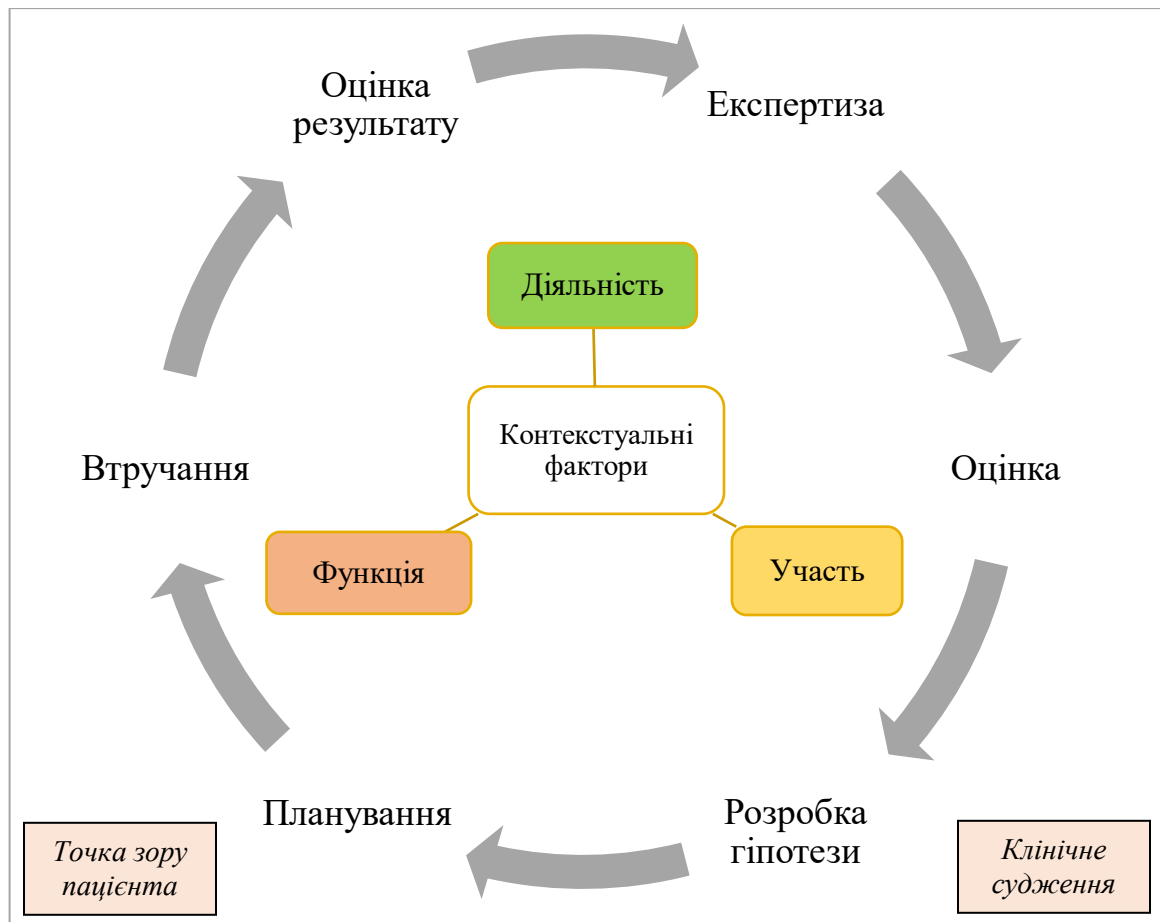 Оцінка
результату
Експертиза
Діяльність
Контекстуальні
фактори
Втручання
Оцінка
Функція
Участь
Планування
Розробка
гіпотези
Точка зору
пацієнта
Клінічне
судження